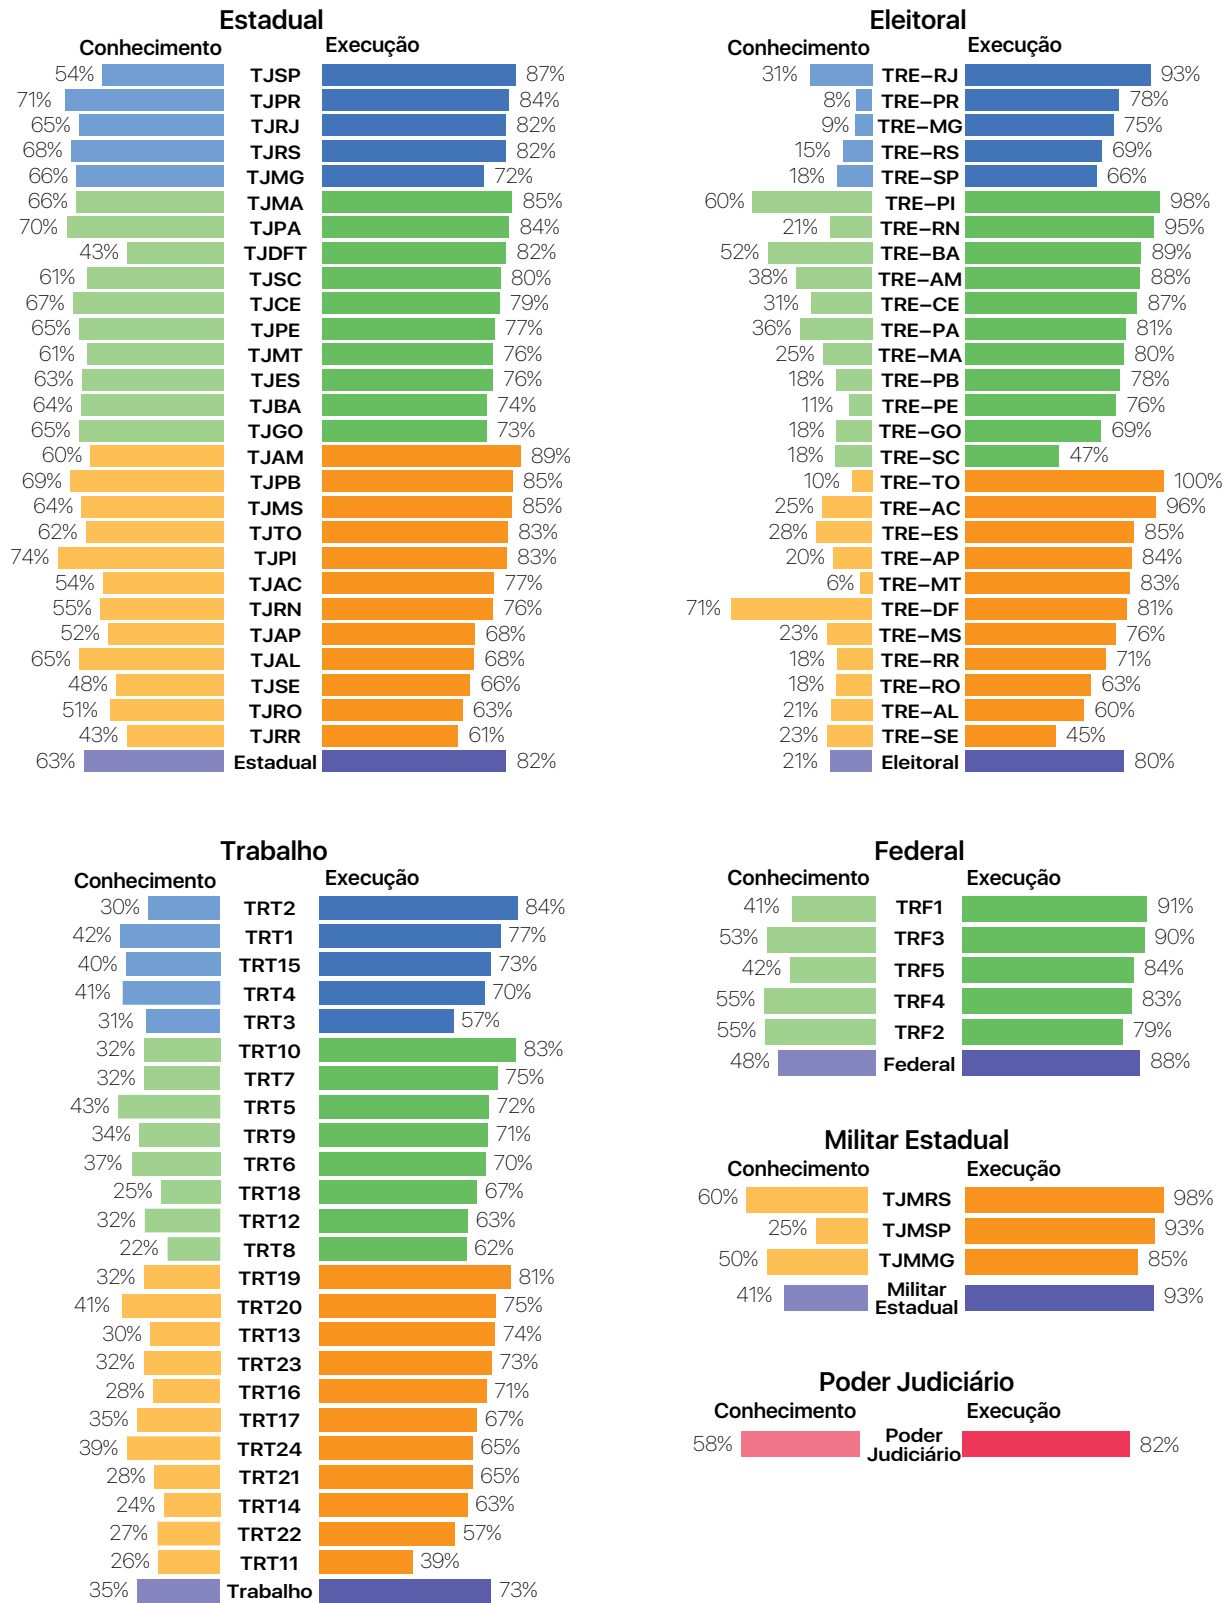 Estadual
Conhecimento Execução
54% TJSP 87%
71% TJPR 84%
65% TJRJ 82%
68% TJRS 82%
66% TJMG 72%
66% TJMA 85%
70% TJPA 84%
43% TJDFT 82%
61% TJSC 80%
67% TJCE 79%
65% TJPE 77%
61% TJMT 76%
63% TJES 76%
64% TJBA 74%
65% TJGO 73%
60% TJAM 89%
69% TJPB 85%
64% TJMS 85%
62% TJTO 83%
74% TJPI 83%
54% TJAC 77%
55% TJRN 76%
52% TJAP 68%
65% TJAL 68%
48% TJSE 66%
51% TJRO 63%
43% TJRR 61%
63% Estadual 82%
Eleitoral
Conhecimento Execução
31% TRE–RJ 93%
8% TRE–PR 78%
9% TRE–MG 75%
15% TRE–RS 69%
18% TRE–SP 66%
60% TRE–PI 98%
21% TRE–RN 95%
52% TRE–BA 89%
38% TRE–AM 88%
31% TRE–CE 87%
36% TRE–PA 81%
25% TRE–MA 80%
18% TRE–PB 78%
11% TRE–PE 76%
18% TRE–GO 69%
18% TRE–SC 47%
10% TRE–TO 100%
25% TRE–AC 96%
28% TRE–ES 85%
20% TRE–AP 84%
6% TRE–MT 83%
71% TRE–DF 81%
23% TRE–MS 76%
18% TRE–RR 71%
18% TRE–RO 63%
21% TRE–AL 60%
23% TRE–SE 45%
21% Eleitoral 80%
Trabalho
Conhecimento Execução
30% TRT2 84%
42% TRT1 77%
40% TRT15 73%
41% TRT4 70%
31% TRT3 57%
32% TRT10 83%
32% TRT7 75%
43% TRT5 72%
34% TRT9 71%
37% TRT6 70%
25% TRT18 67%
32% TRT12 63%
22% TRT8 62%
32% TRT19 81%
41% TRT20 75%
30% TRT13 74%
32% TRT23 73%
28% TRT16 71%
35% TRT17 67%
39% TRT24 65%
28% TRT21 65%
24% TRT14 63%
27% TRT22 57%
26% TRT11 39%
35% Trabalho 73%
Federal
Conhecimento Execução
41% TRF1 91%
53% TRF3 90%
42% TRF5 84%
55% TRF4 83%
55% TRF2 79%
48% Federal 88%
Militar Estadual
Conhecimento Execução
60% TJMRS 98%
25% TJMSP 93%
50% TJMMG 85%
41% Militar 93%
Estadual
Poder Judiciário
Conhecimento Execução
58% Poder 82%
Judiciário